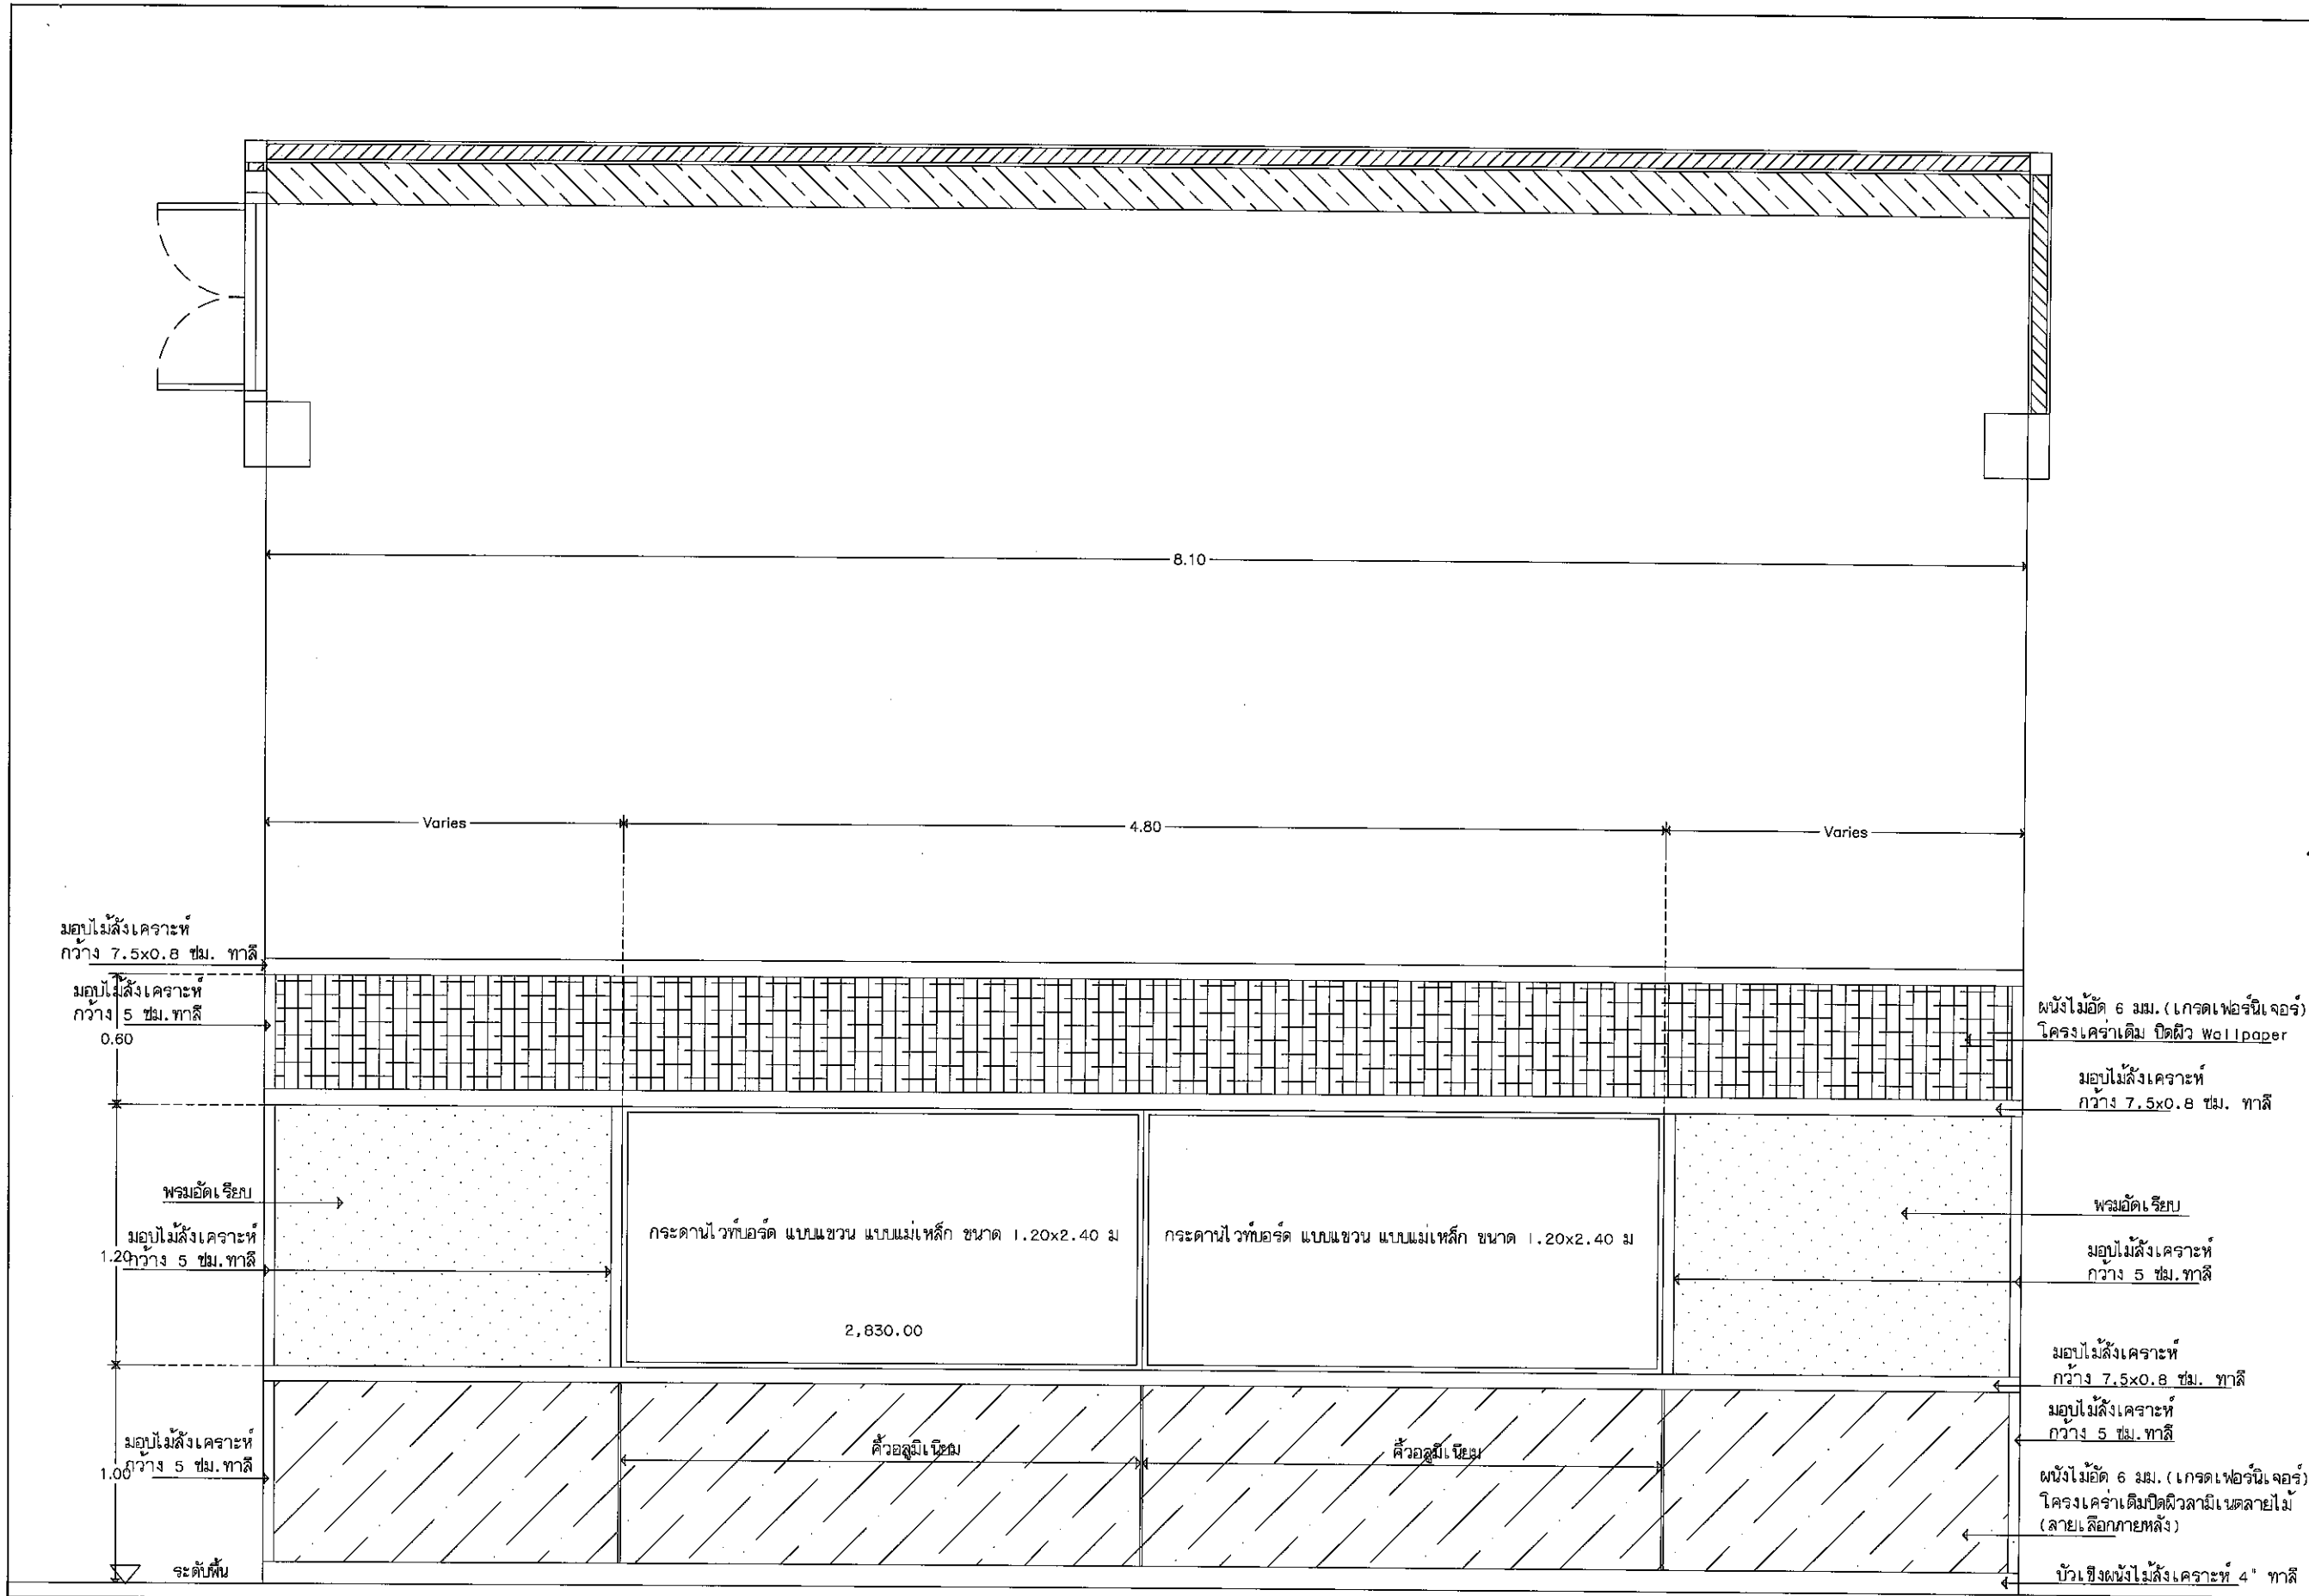 8.10
Varies
4.80
Varies
มอบไม้สังเคราะห์
กว้าง 7.5x0.8 ซม. ทาสี
มอบไม้สังเคราะห์
กว้าง 5 ซม.ทาสี
0.60
ผนังไม้อัด 6 มม.(เกรดเฟอร์นิเจอร์)
โครงเคร่าเดิม ปิดผิว Wallpaper
มอบไม้สังเคราะห์
กว้าง 7.5x0.8 ซม. ทาสี
พรมอัดเรียบ
มอบไม้สังเคราะห์
กว้าง 5 ซม.ทาสี
1.20
กระดานไวท์บอร์ด แบบแขวน แบบแม่เหล็ก ขนาด 1.20x2.40 ม
2,830.00
กระดานไวท์บอร์ด แบบแขวน แบบแม่เหล็ก ขนาด 1.20x2.40 ม
พรมอัดเรียบ
มอบไม้สังเคราะห์
กว้าง 5 ซม.ทาสี
มอบไม้สังเคราะห์
กว้าง 7.5x0.8 ซม. ทาสี
มอบไม้สังเคราะห์
กว้าง 5 ซม.ทาสี
1.00
คิ้วอลูมิเนียม
คิ้วอลูมิเนียม
มอบไม้สังเคราะห์
กว้าง 5 ซม.ทาสี
ผนังไม้อัด 6 มม.(เกรดเฟอร์นิเจอร์)
โครงเคร่าเดิมปิดผิวลามิเนตลายไม้
(ลายเลือกภายหลัง)
ระดับพื้น
บัวเชิงผนังไม้สังเคราะห์ 4" ทาสี